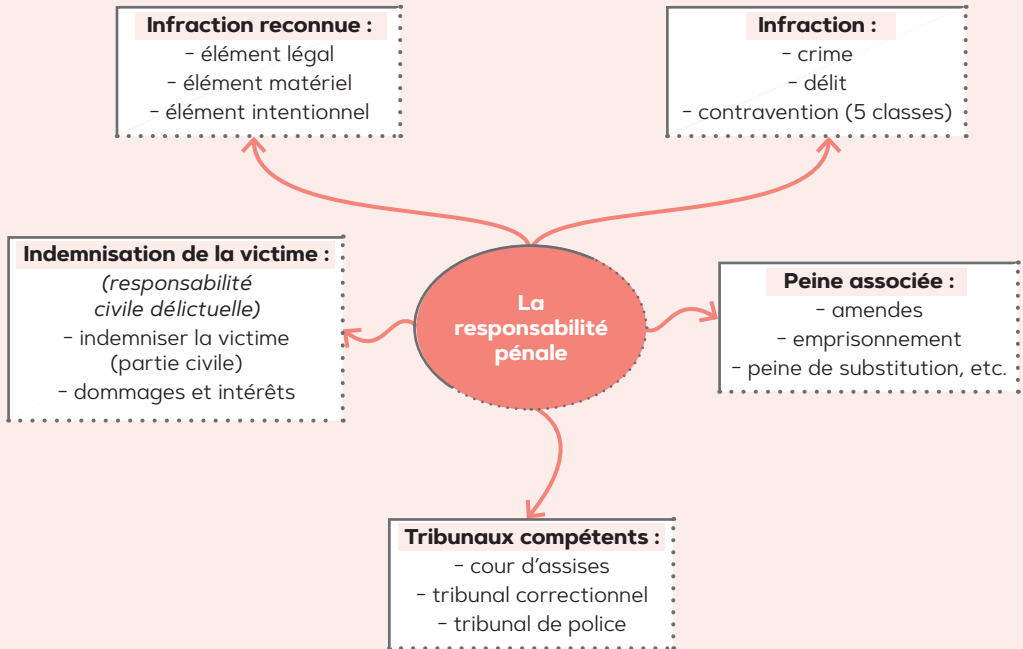 Infraction reconnue :
- élément légal
- élément matériel
- élément intentionnel
Infraction :
- crime
- délit
- contravention (5 classes)
Indemnisation de la victime :
(responsabilité
civile délictuelle)
- indemniser la victime
(partie civile)
- dommages et intérêts
La
responsabilité
pénale
Peine associée :
- amendes
- emprisonnement
- peine de substitution, etc.
Tribunaux compétents :
- cour d'assises
- tribunal correctionnel
- tribunal de police